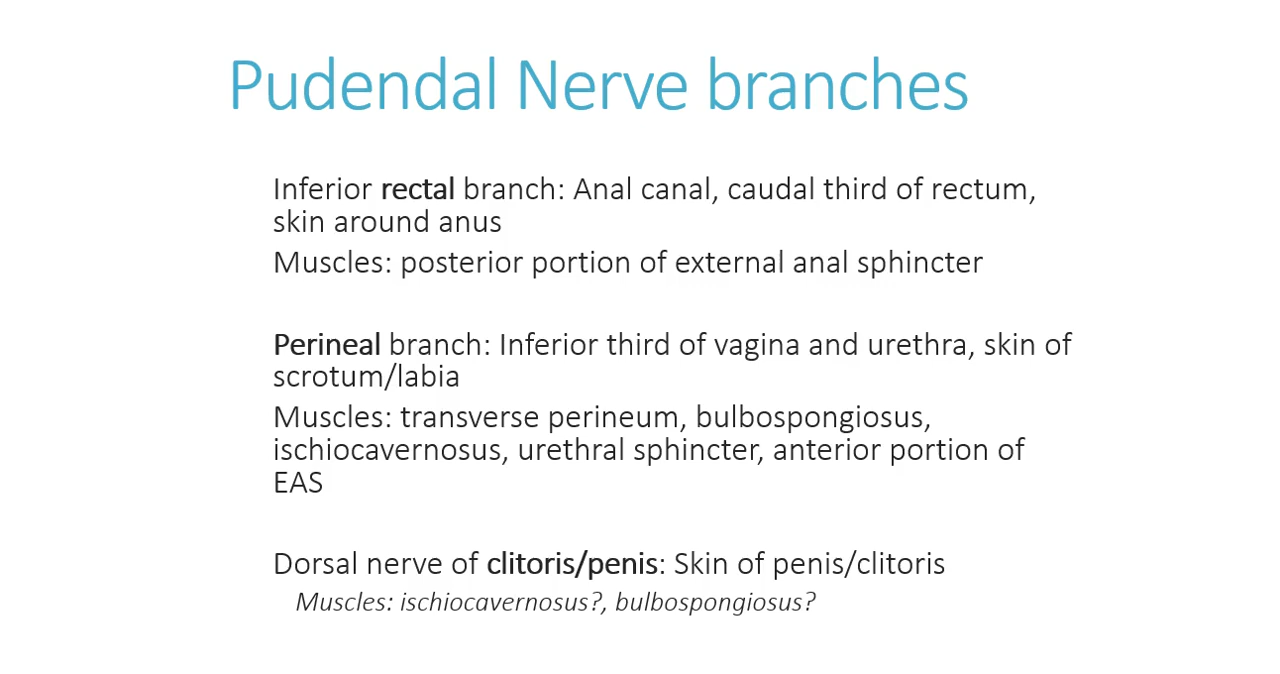 Pudendal Nerve branches
Inferior rectal branch: Anal canal, caudal third of rectum,
skin around anus
Muscles: posterior portion of external anal sphincter
Perineal branch: Inferior third of vagina and urethra, skin of
scrotum/labia
Muscles: transverse perineum, bulbospongiosus,
ischiocavernosus, urethral sphincter, anterior portion of
EAS
Dorsal nerve of clitoris/penis: Skin of penis/clitoris
Muscles: ischiocavernosus?, bulbospongiosus?